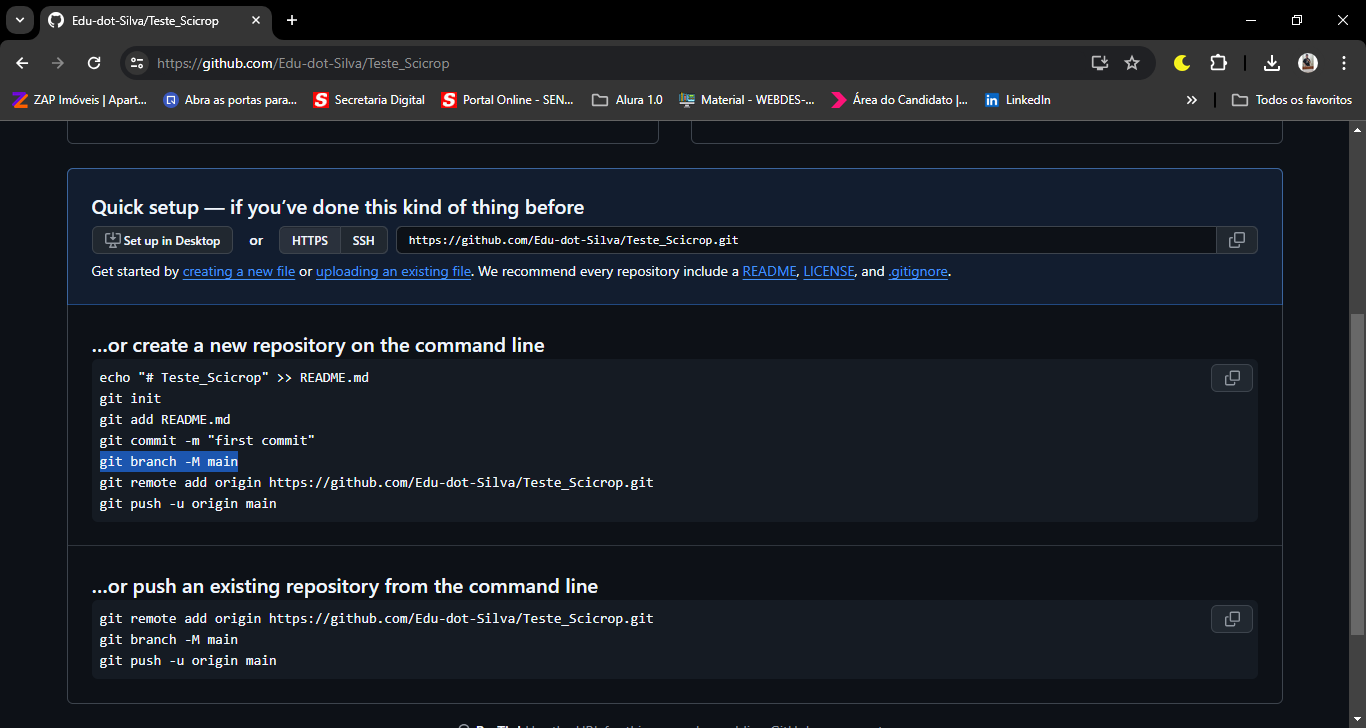 Edu-dot-Silva/Teste_Scicrop
https://github.com/Edu-dot-Silva/Teste_Scicrop
ZAP Imóveis | Apart...
Abra as portas para...
Secretaria Digital
Portal Online - SEN...
Alura 1.0
Material - WEBDES-...
Área do Candidato |...
LinkedIn
Todos os favoritos
Quick setup — if you've done this kind of thing before
Set up in Desktop or HTTPS SSH https://github.com/Edu-dot-Silva/Teste_Scicrop.git
Get started by creating a new file or uploading an existing file. We recommend every repository include a README, LICENSE, and .gitignore.
...or create a new repository on the command line
echo "# Teste_Scicrop" >> README.md
git init
git add README.md
git commit -m "first commit"
git branch -M main
git remote add origin https://github.com/Edu-dot-Silva/Teste_Scicrop.git
git push -u origin main
...or push an existing repository from the command line
git remote add origin https://github.com/Edu-dot-Silva/Teste_Scicrop.git
git branch -M main
git push -u origin main